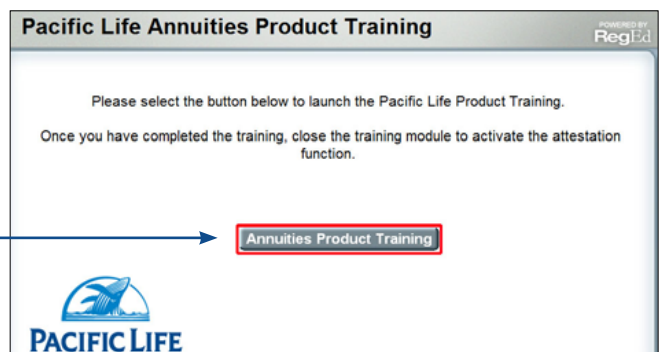 Pacific Life Annuities Product Training
POWERED BY
RegEd
Please select the button below to launch the Pacific Life Product Training.
Once you have completed the training, close the training module to activate the attestation
function.
Annuities Product Training
PACIFIC LIFE